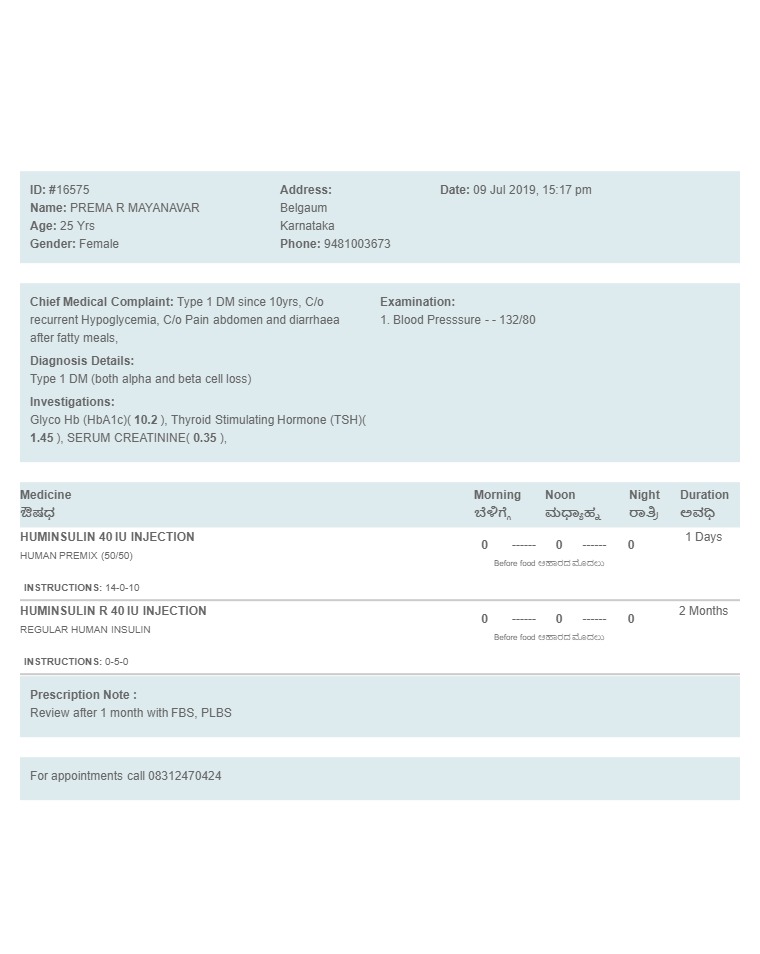 ID: #16575
Name: PREMA R MAYANAVAR
Age: 25 Yrs
Gender: Female
Address:
Belgaum
Karnataka
Phone: 9481003673
Date: 09 Jul 2019, 15:17 pm
Chief Medical Complaint: Type 1 DM since 10yrs, C/o
recurrent Hypoglycemia, C/o Pain abdomen and diarrhaea
after fatty meals,
Diagnosis Details:
Type 1 DM (both alpha and beta cell loss)
Investigations:
Glyco Hb (HbA1c)( 10.2 ), Thyroid Stimulating Hormone (TSH)(
1.45 ), SERUM CREATININE( 0.35 ),
Examination:
1. Blood Presssure - - 132/80
Medicine Morning Noon Night Duration
ಔಷಧ ಬೆಳಿಗ್ಗೆ ಮಧ್ಯಾಹ್ನ ರಾತ್ರಿ ಅವಧಿ
HUMINSULIN 40 IU INJECTION 0 ------ 0 ------ 0 1 Days
HUMAN PREMIX (50/50)
Before food ಆಹಾರದ ಮೊದಲು
INSTRUCTIONS: 14-0-10
HUMINSULIN R 40 IU INJECTION 0 ------ 0 ------ 0 2 Months
REGULAR HUMAN INSULIN
Before food ಆಹಾರದ ಮೊದಲು
INSTRUCTIONS: 0-5-0
Prescription Note :
Review after 1 month with FBS, PLBS
For appointments call 08312470424